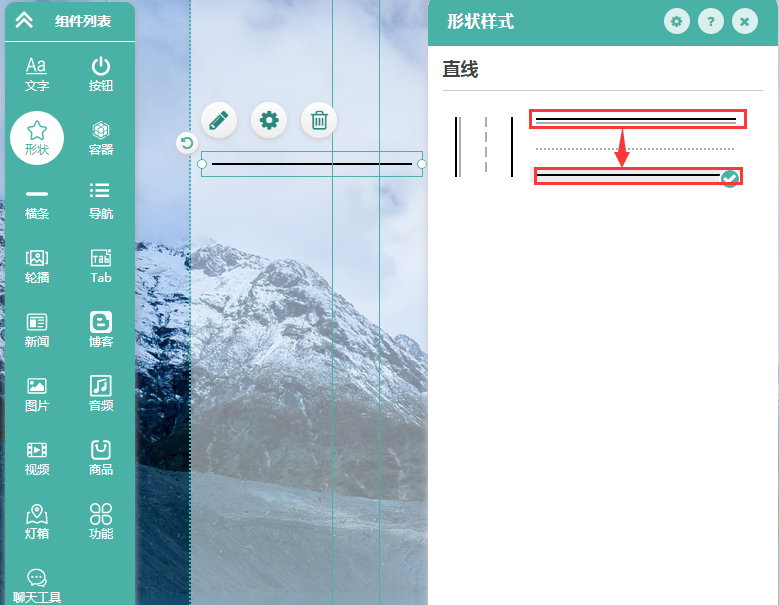 组件列表
文字
按钮
形状
容器
横条
导航
轮播
Tab
新闻
博客
图片
音频
视频
商品
灯箱
功能
聊天工具
形状样式
?
直线